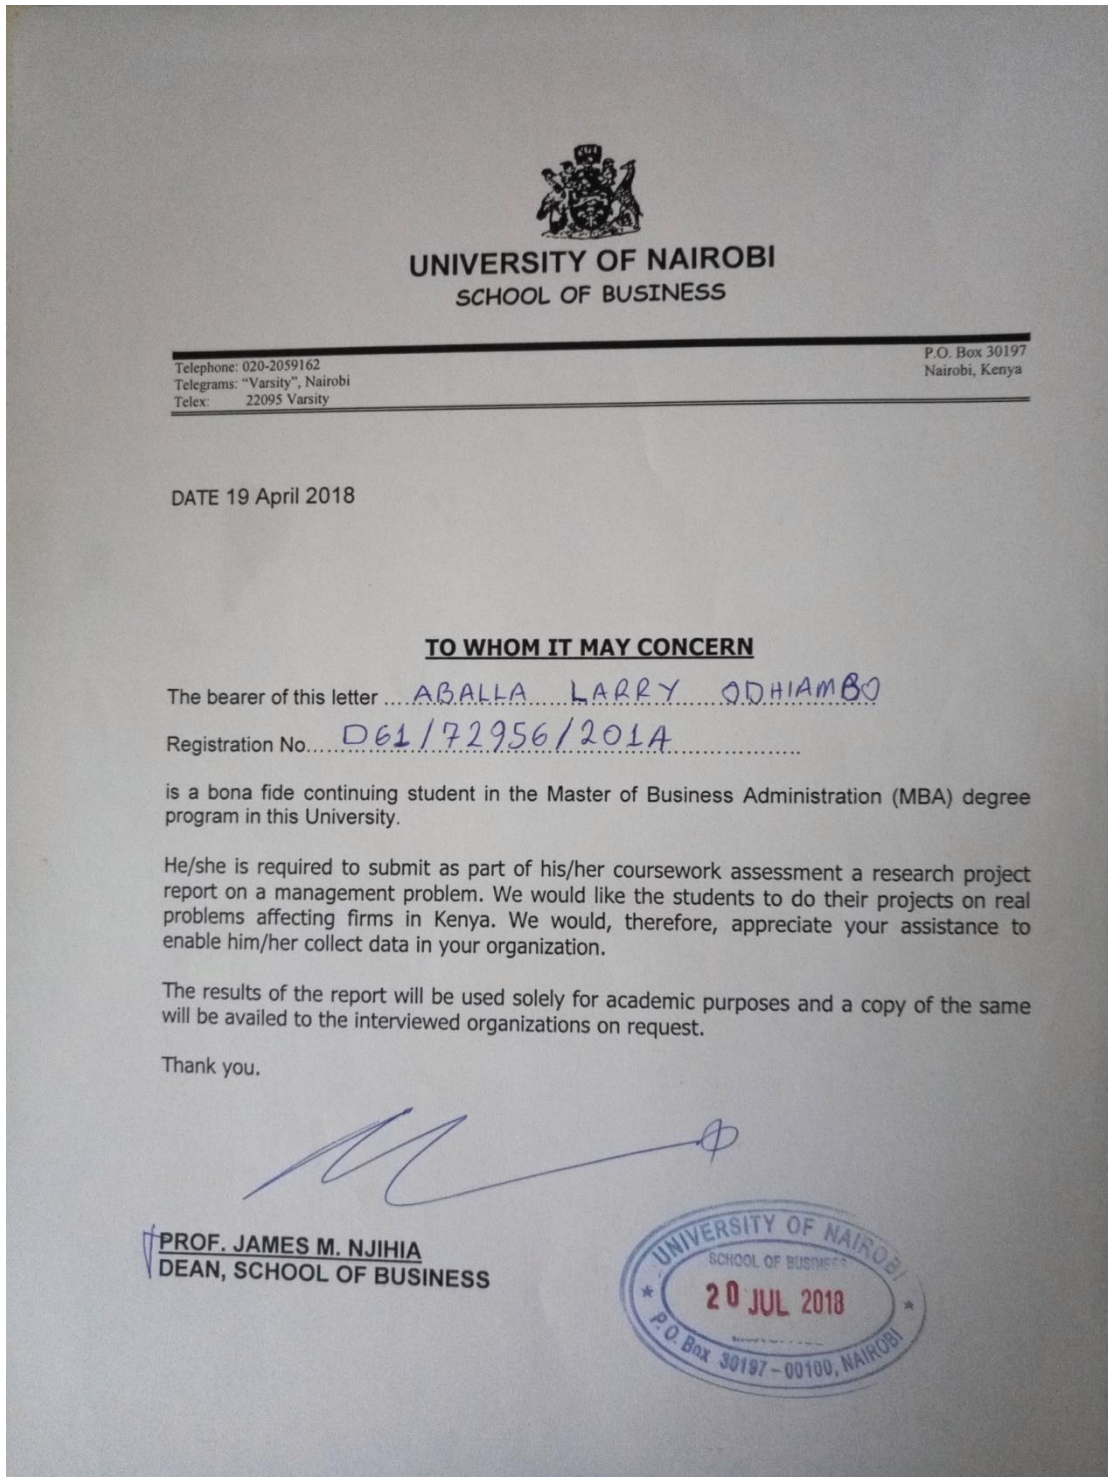 UNIVERSITY OF NAIROBI
SCHOOL OF BUSINESS
Telephone: 020-2059162
Telegrams: “Varsity”, Nairobi
Telex: 22095 Varsity
P.O. Box 30197
Nairobi, Kenya
DATE 19 April 2018
TO WHOM IT MAY CONCERN
The bearer of this letter ... ABALLA LARRY ODHIAMBO
Registration No.... D61/72956/201A
is a bona fide continuing student in the Master of Business Administration (MBA) degree
program in this University.
He/she is required to submit as part of his/her coursework assessment a research project
report on a management problem. We would like the students to do their projects on real
problems affecting firms in Kenya. We would, therefore, appreciate your assistance to
enable him/her collect data in your organization.
The results of the report will be used solely for academic purposes and a copy of the same
will be availed to the interviewed organizations on request.
Thank you.
PROF. JAMES M. NJIHIA
DEAN, SCHOOL OF BUSINESS
UNIVERSITY OF NAIROBI
SCHOOL OF BUSINESS
20 JUL 2018
P.O. Box 30197-00100, NAIROBI